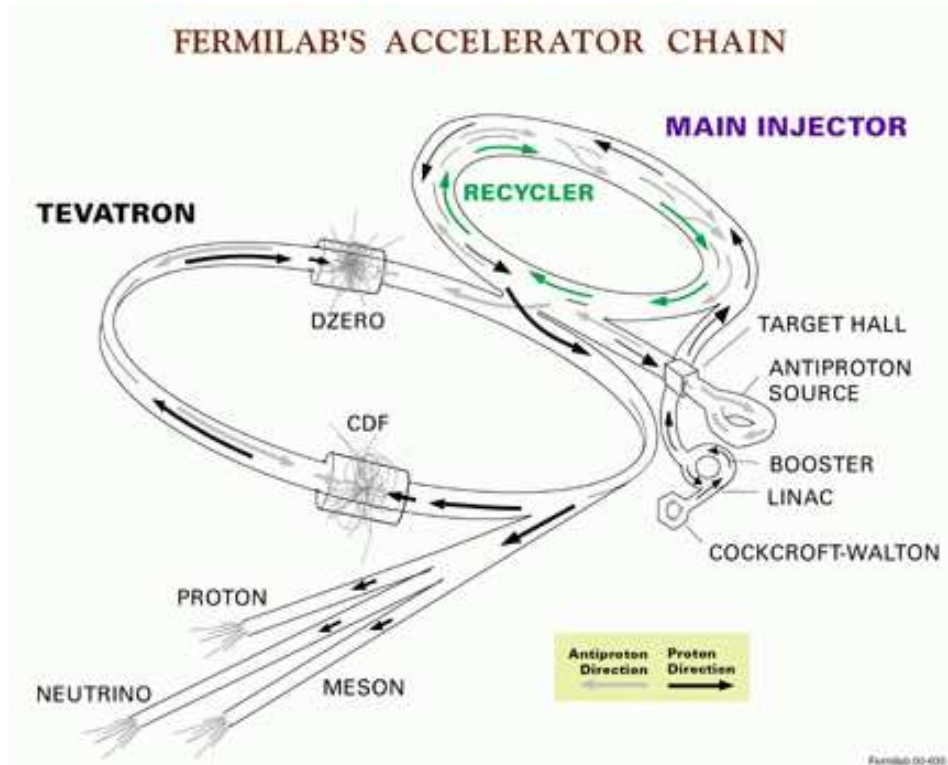 FERMILAB'S ACCELERATOR CHAIN
MAIN INJECTOR
RECYCLER
TEVATRON
DZERO
TARGET HALL
ANTIPROTON
SOURCE
CDF
BOOSTER
LINAC
COCKCROFT-WALTON
PROTON
NEUTRINO
MESON
Antiproton Proton
Direction Direction